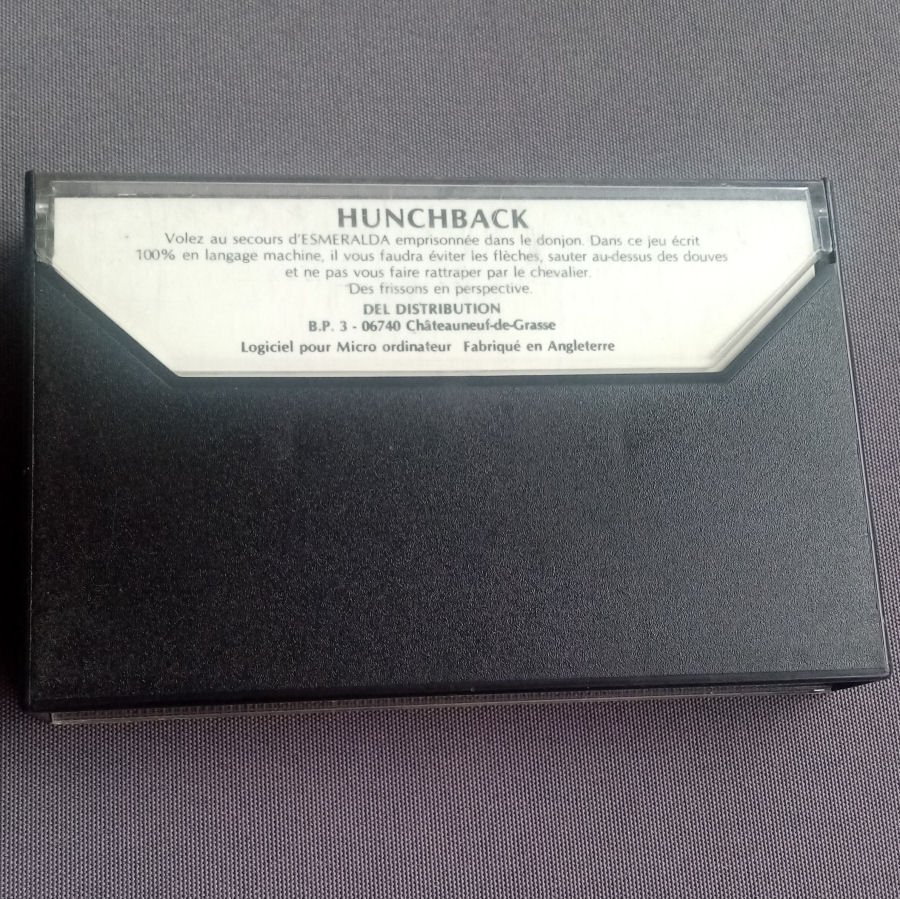 HUNCHBACK
Volez au secours d'ESMERALDA emprisonnée dans le donjon. Dans ce jeu écrit
100% en langage machine, il vous faudra éviter les flèches, sauter au-dessus des douves
et ne pas vous faire rattraper par le chevalier.
Des frissons en perspective.
DEL DISTRIBUTION
B.P. 3 - 06740 Châteauneuf-de-Grasse
Logiciel pour Micro ordinateur Fabriqué en Angleterre